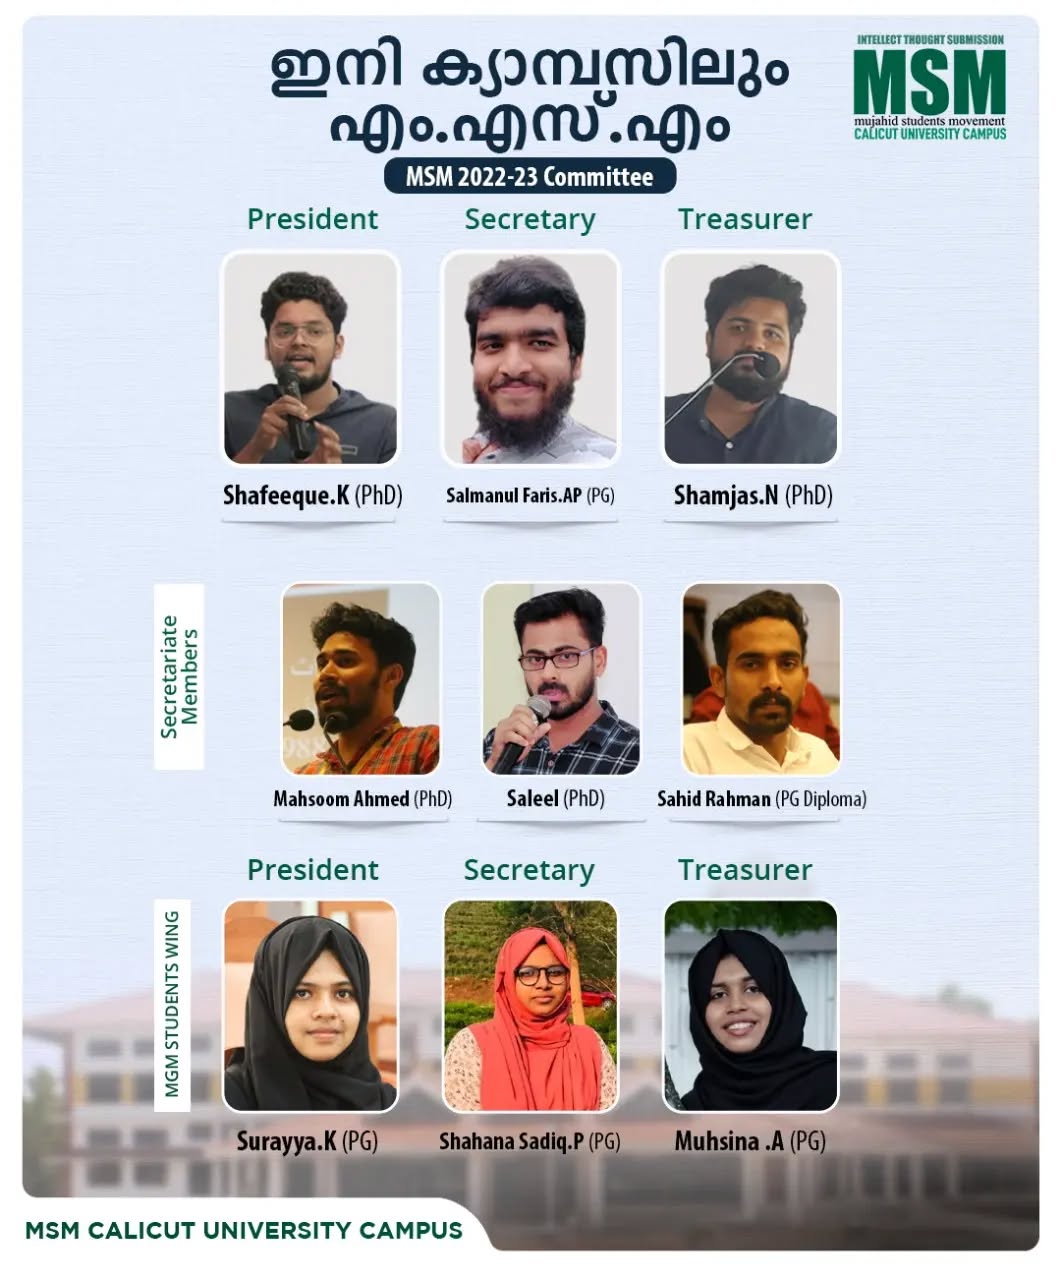 ഇനി ക്യാമ്പസിലും
എം.എസ്.എം
INTELLECT THOUGHT SUBMISSION
MSM
mujahid students movement
CALICUT UNIVERSITY CAMPUS
MSM 2022-23 Committee
President Secretary Treasurer
Shafeeque.K (PhD) Salmanul Faris.AP (PG) Shamjas.N (PhD)
Secretariate
Members
988
Mahsoom Ahmed (PhD) Saleel (PhD) Sahid Rahman (PG Diploma)
President Secretary Treasurer
MGM STUDENTS WING
Surayya.K (PG) Shahana Sadiq.P (PG) Muhsina .A (PG)
MSM CALICUT UNIVERSITY CAMPUS